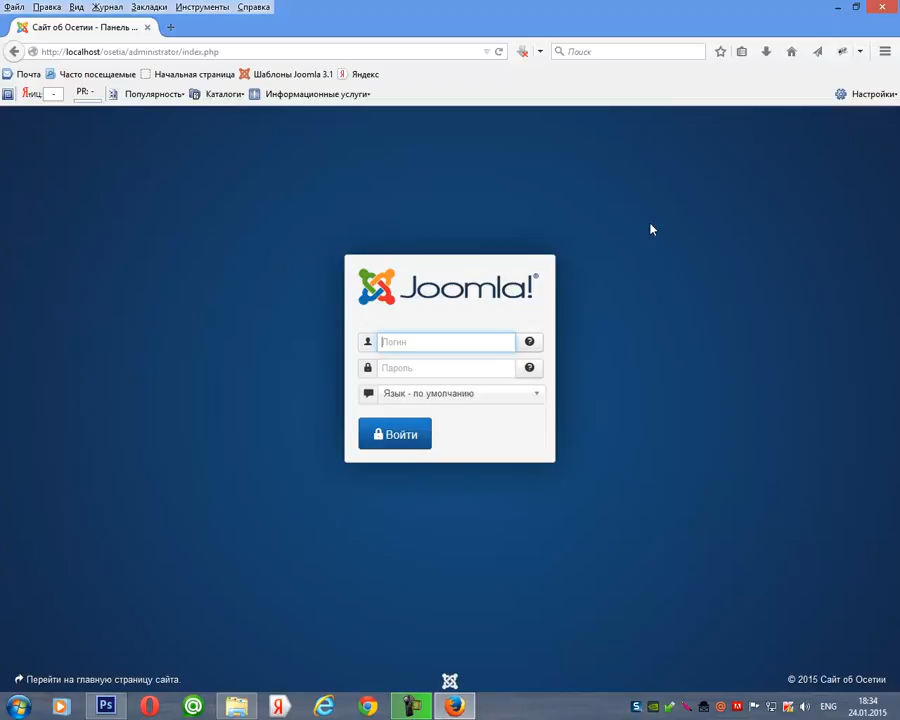 Файл Правка Вид Журнал Закладки Инструменты Справка
Сайт об Осетии - Панель ...
http://localhost/osetia/administrator/index.php
Поиск
Почта Часто посещаемые Начальная страница Шаблоны Joomla 3.1 Яндекс
- PR: - Популярность Каталоги Информационные услуги Настройки
Joomla!®
Логин
Пароль
Язык - по умолчанию
Войти
Перейти на главную страницу сайта.
© 2015 Сайт об Осетии
Ps
ENG
18:34
24.01.2015